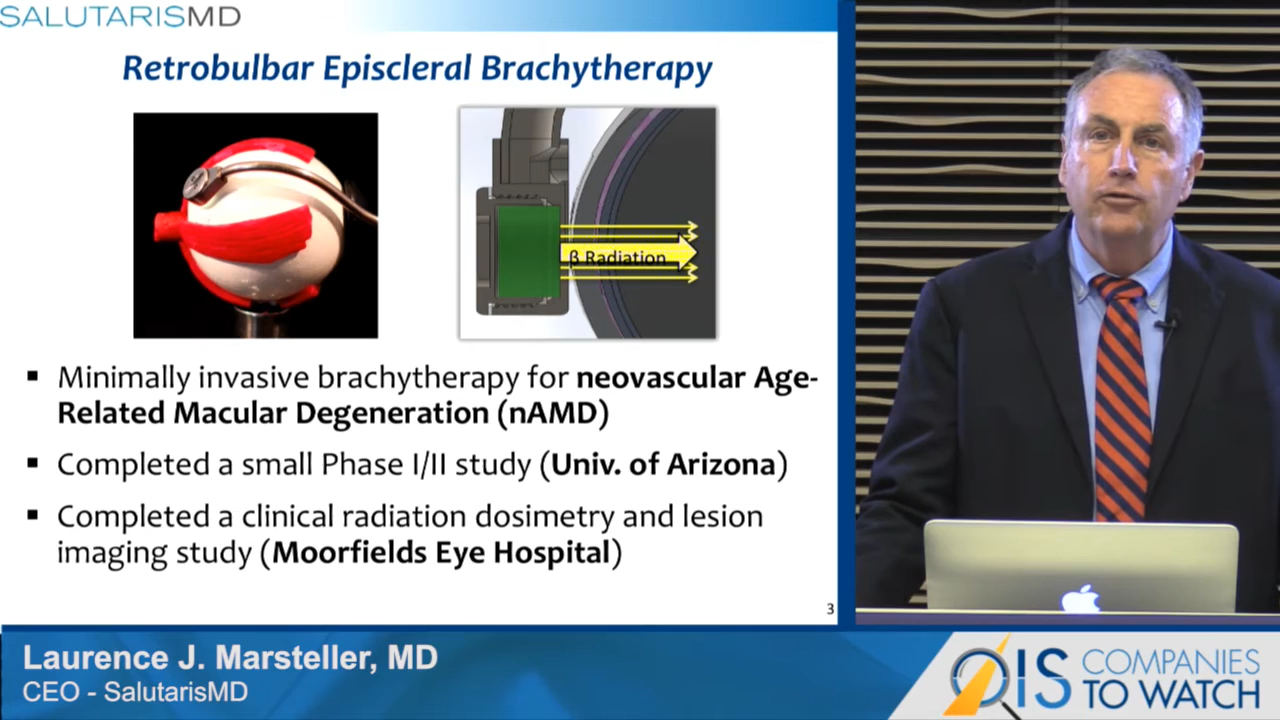 SALUTARISMD
Retrobulbar Episcleral Brachytherapy
β Radiation
▪ Minimally invasive brachytherapy for neovascular Age-
Related Macular Degeneration (nAMD)
▪ Completed a small Phase I/II study (Univ. of Arizona)
▪ Completed a clinical radiation dosimetry and lesion
imaging study (Moorfields Eye Hospital)
3
Laurence J. Marsteller, MD
CEO - SalutarisMD
OIS COMPANIES
TO WATCH